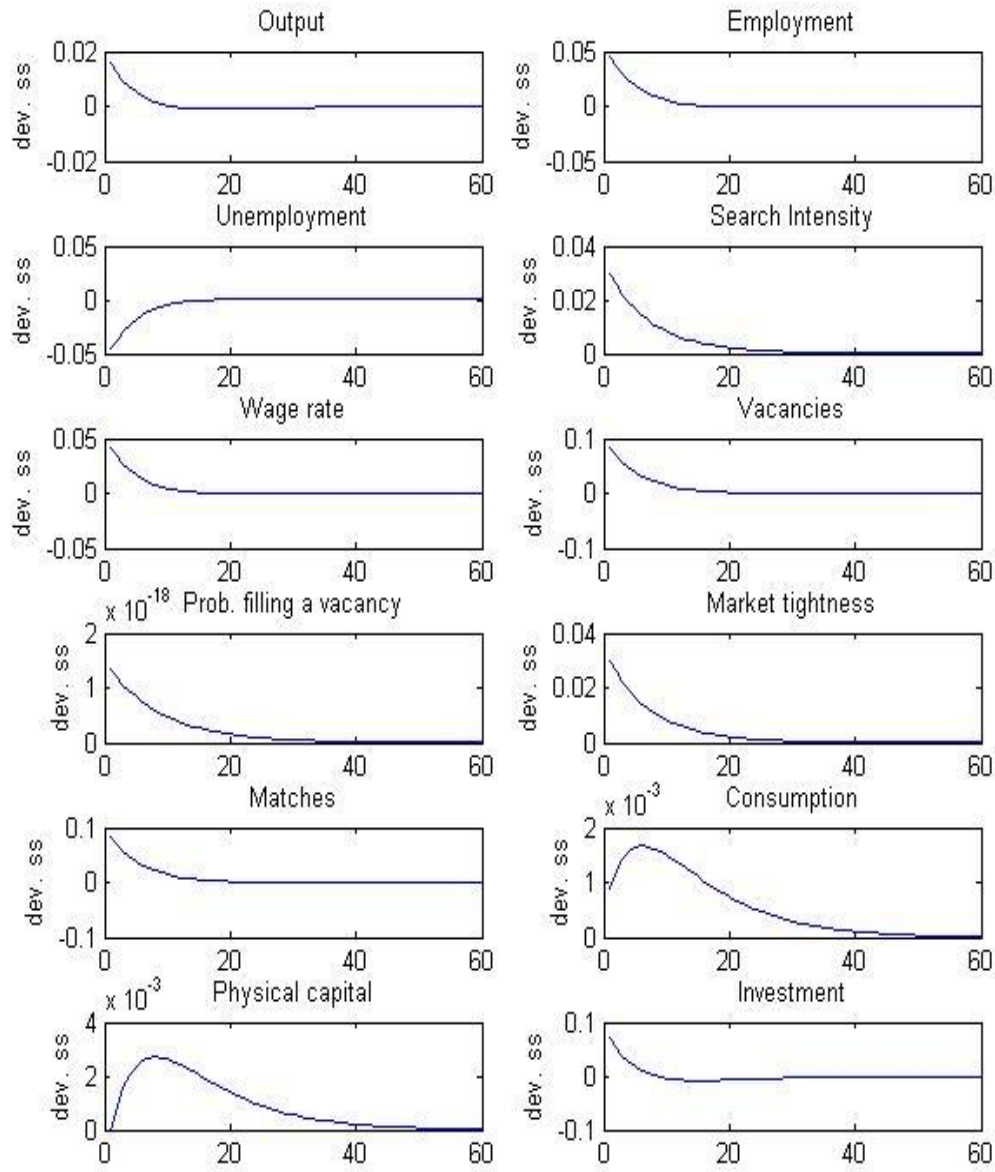 Output
dev. ss
0.02
0
-0.02
0 20 40 60
Employment
dev. ss
0.05
0
-0.05
0 20 40 60
Unemployment
dev. ss
0.05
0
-0.05
0 20 40 60
Search Intensity
dev. ss
0.04
0.02
0
0 20 40 60
Wage rate
dev. ss
0.05
0
-0.05
0 20 40 60
Vacancies
dev. ss
0.1
0
-0.1
0 20 40 60
x 10^-18 Prob. filling a vacancy
dev. ss
2
1
0
0 20 40 60
Market tightness
dev. ss
0.04
0.02
0
0 20 40 60
Matches
dev. ss
0.1
0
-0.1
0 20 40 60
x 10^-3 Consumption
dev. ss
2
1
0
0 20 40 60
x 10^-3 Physical capital
dev. ss
4
2
0
0 20 40 60
Investment
dev. ss
0.1
0
-0.1
0 20 40 60